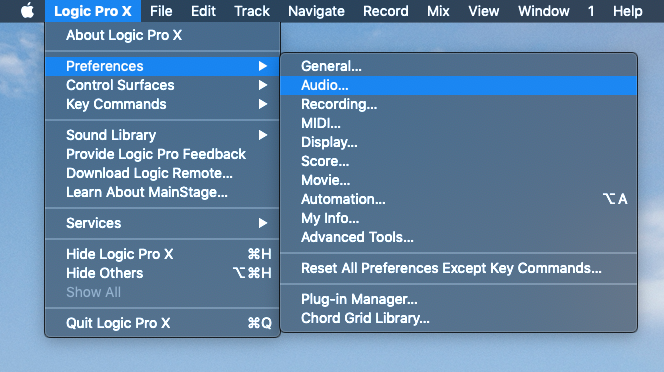 Logic Pro X File Edit Track Navigate Record Mix View Window 1 Help
About Logic Pro X
Preferences
Control Surfaces
Key Commands
Sound Library
Provide Logic Pro Feedback
Download Logic Remote...
Learn About MainStage...
Services
Hide Logic Pro X ⌘H
Hide Others ⌥⌘H
Show All
Quit Logic Pro X ⌘Q
General...
Audio...
Recording...
MIDI...
Display...
Score...
Movie...
Automation... ⌥A
My Info...
Advanced Tools...
Reset All Preferences Except Key Commands...
Plug-in Manager...
Chord Grid Library...